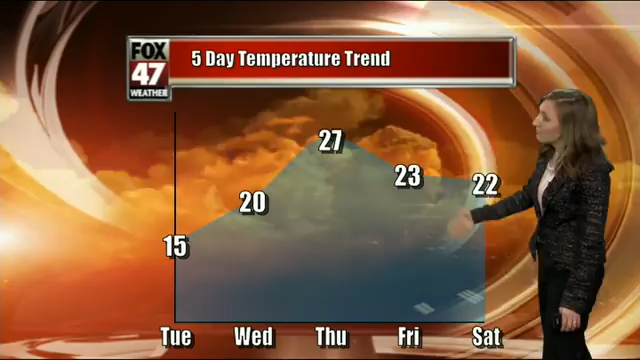 FOX
47
WEATHER
5 Day Temperature Trend
27
23
22
20
15
Tue Wed Thu Fri Sat